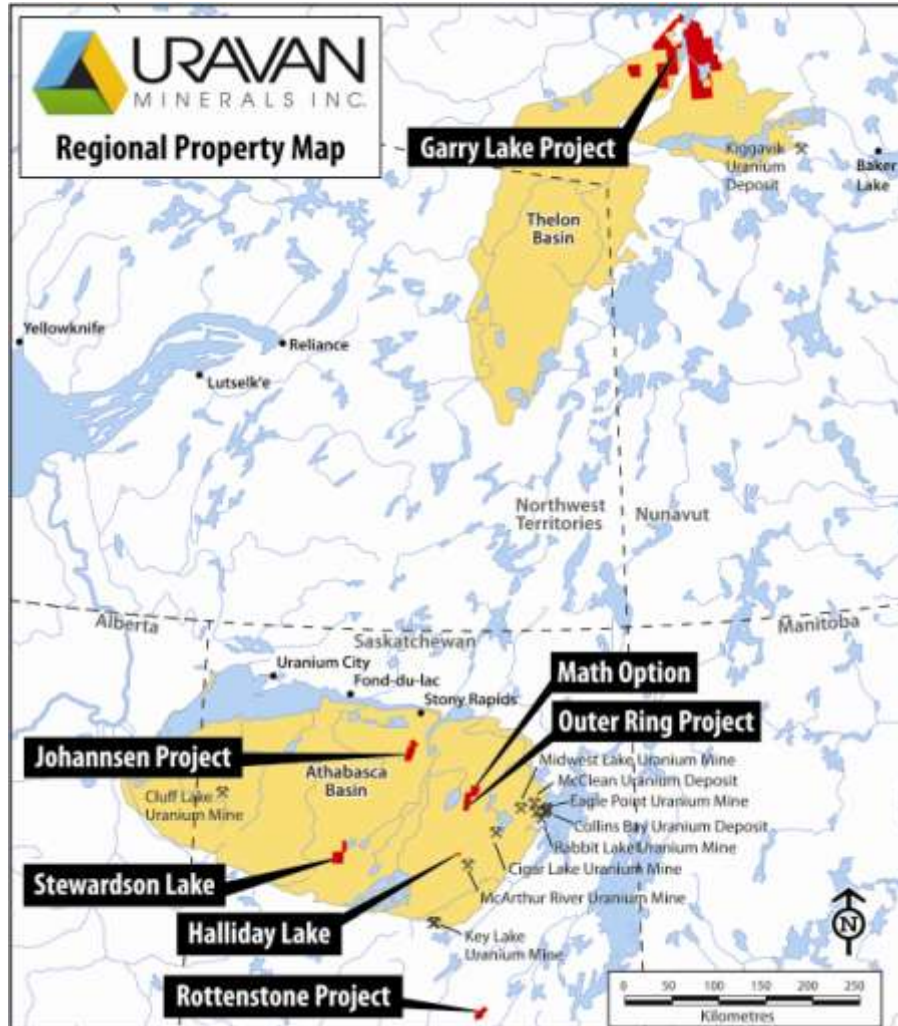 URAVAN
MINERALS INC.
Regional Property Map
Garry Lake Project
Kiggavik
Uranium
Deposit
Baker
Lake
Thelon
Basin
Yellowknife
Reliance
Lutselk'e
Northwest
Territories
Nunavut
Alberta
Saskatchewan
Manitoba
Uranium City
Fond-du-lac
Stony Rapids
Math Option
Outer Ring Project
Johannsen Project
Athabasca
Basin
Midwest Lake Uranium Mine
McClean Uranium Deposit
Eagle Point Uranium Mine
Collins Bay Uranium Deposit
Rabbit Lake Uranium Mine
Cluff Lake
Uranium Mine
Cigar Lake Uranium Mine
Stewardson Lake
McArthur River Uranium Mine
Halliday Lake
Key Lake
Uranium Mine
N
Rottenstone Project
0 50 100 150 200 250
Kilometres